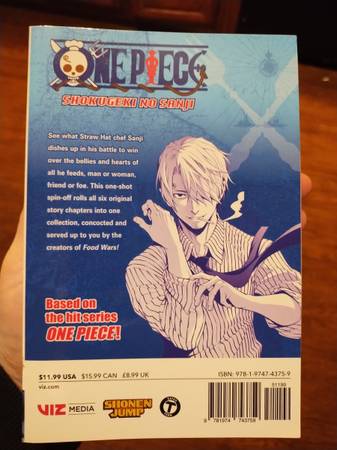 ONE PIECE
SHOKUGEKI NO SANJI
See what Straw Hat chef Sanji
dishes up in his battle to win
over the bellies and hearts of
all he feeds, man or woman,
friend or foe. This one-shot
spin-off rolls all six original
story chapters into one
collection, concocted and
served up to you by the
creators of Food Wars!
Based on
the hit series
ONE PIECE!
$11.99 USA $15.99 CAN £8.99 UK
viz.com
ISBN: 978-1-9747-4375-9
51199
9 781974 743759
VIZ MEDIA
SHONEN
JUMP
T